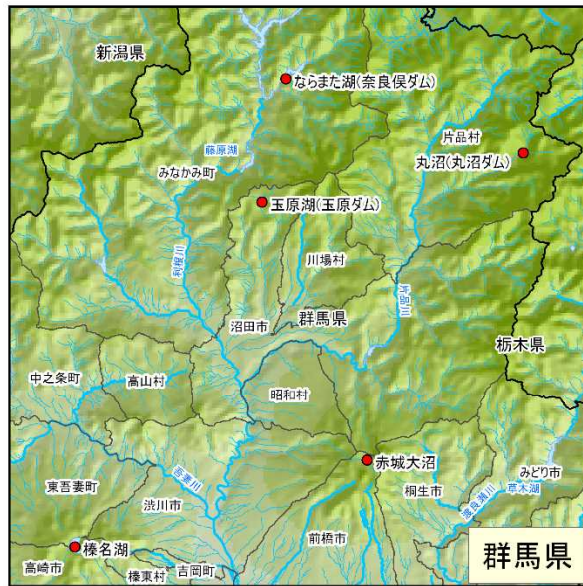 新潟県
ならまた湖(奈良俣ダム)
片品村
藤原湖
丸沼(丸沼ダム)
みなかみ町
玉原湖(玉原ダム)
利根川
川場村
片品川
沼田市
群馬県
栃木県
中之条町
高山村
昭和村
赤城大沼
みどり市
吾妻川
東吾妻町
桐生市
草木湖
渡良瀬川
渋川市
前橋市
榛名湖
群馬県
高崎市
吉岡町
榛東村